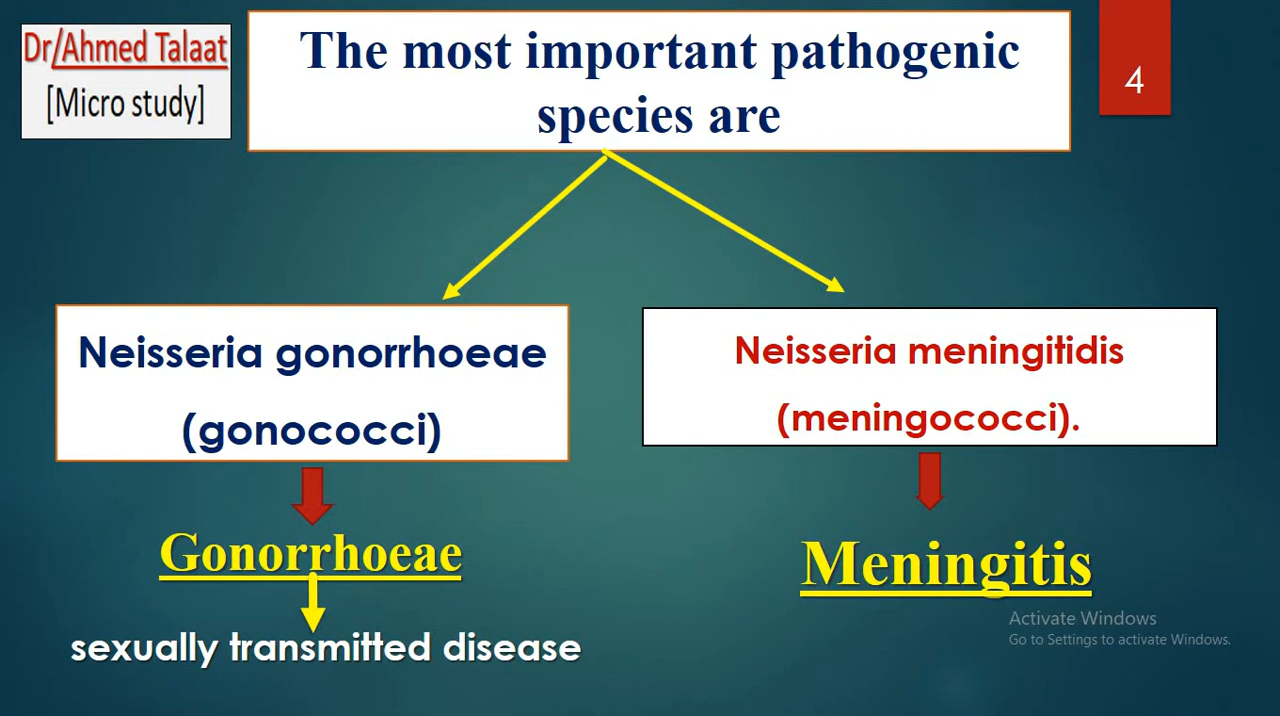 Dr/Ahmed Talaat
[Micro study]
The most important pathogenic
species are
4
Neisseria gonorrhoeae
(gonococci)
Neisseria meningitidis
(meningococci).
Gonorrhoeae
Meningitis
sexually transmitted disease
Activate Windows
Go to Settings to activate Windows.